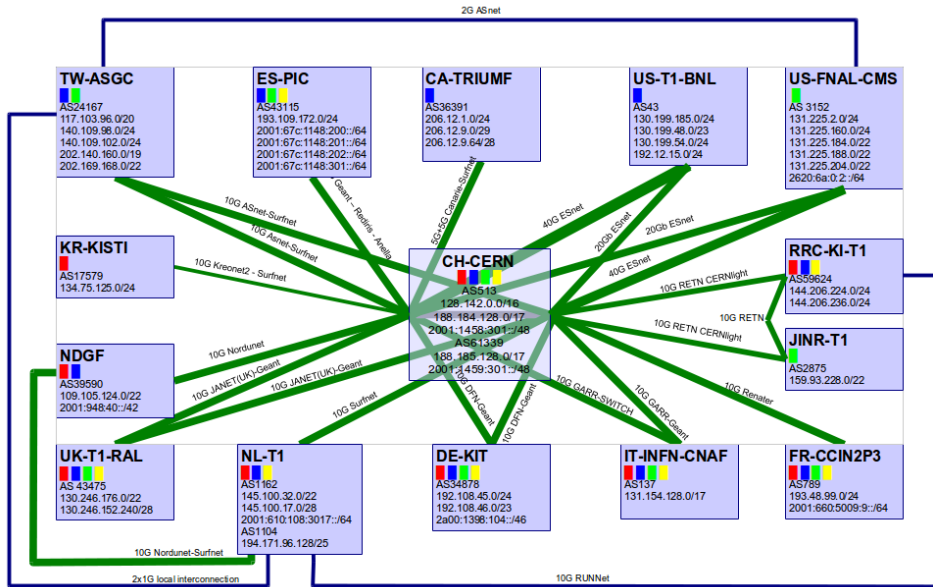 2G ASnet
TW-ASGC
AS24167
117.103.96.0/20
140.109.98.0/24
140.109.102.0/24
202.140.160.0/19
202.169.168.0/22
ES-PIC
AS43115
193.109.172.0/24
2001:67c:1148:200::/64
2001:67c:1148:201::/64
2001:67c:1148:202::/64
2001:67c:1148:301::/64
CA-TRIUMF
AS36391
206.12.1.0/24
206.12.9.0/29
206.12.9.64/28
US-T1-BNL
AS43
130.199.185.0/24
130.199.48.0/23
130.199.54.0/24
192.12.15.0/24
US-FNAL-CMS
AS 3152
131.225.2.0/24
131.225.160.0/24
131.225.184.0/22
131.225.188.0/22
131.225.204.0/22
2620:6a:0:2::/64
10G ASnet-Surfnet
10G Asnet-Surfnet
Geant – Rediris - Anella
5G+5G Canarie-Surfnet
40G ESnet
20Gb ESnet
20Gb ESnet
40G ESnet
KR-KISTI
AS17579
134.75.125.0/24
10G Kreonet2 - Surfnet
CH-CERN
AS513
128.142.0.0/16
188.184.128.0/17
2001:1458:301::/48
AS61339
188.185.128.0/17
2001:1459:301::/48
10G RETN CERNlight
RRC-KI-T1
AS59624
144.206.224.0/24
144.206.236.0/24
10G RETN
10G RETN CERNlight
JINR-T1
AS2875
159.93.228.0/22
NDGF
AS39590
109.105.124.0/22
2001:948:40::/42
10G Nordunet
10G JANET(UK)-Geant
10G JANET(UK)-Geant
10G Surfnet
10G DFN-Geant
10G DFN-Geant
10G GARR-SWITCH
10G GARR-Geant
10G Renater
UK-T1-RAL
AS 43475
130.246.176.0/22
130.246.152.240/28
NL-T1
AS1162
145.100.32.0/22
145.100.17.0/28
2001:610:108:3017::/64
AS1104
194.171.96.128/25
DE-KIT
AS34878
192.108.45.0/24
192.108.46.0/23
2a00:1398:104::/46
IT-INFN-CNAF
AS137
131.154.128.0/17
FR-CCIN2P3
AS789
193.48.99.0/24
2001:660:5009:9::/64
10G Nordunet-Surfnet
2x1G local interconnection
10G RUNNet